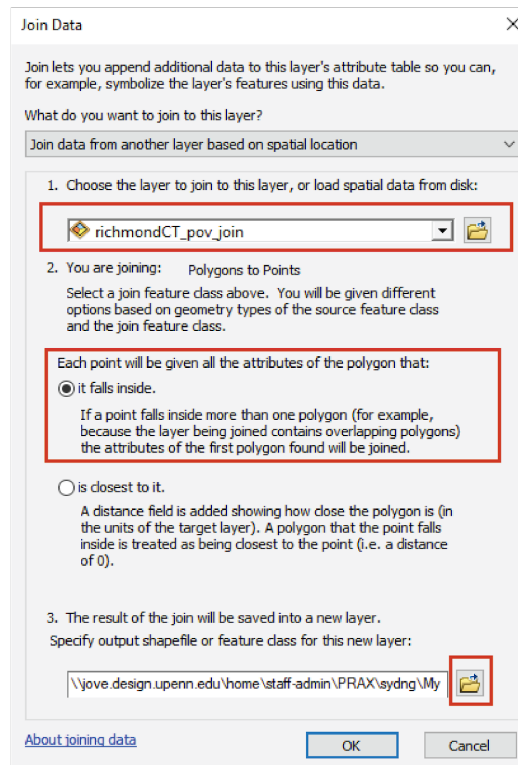 Join Data
Join lets you append additional data to this layer's attribute table so you can,
for example, symbolize the layer's features using this data.
What do you want to join to this layer?
Join data from another layer based on spatial location
1. Choose the layer to join to this layer, or load spatial data from disk:
richmondCT_pov_join
2. You are joining: Polygons to Points
Select a join feature class above. You will be given different
options based on geometry types of the source feature class
and the join feature class.
Each point will be given all the attributes of the polygon that:
it falls inside.
If a point falls inside more than one polygon (for example,
because the layer being joined contains overlapping polygons)
the attributes of the first polygon found will be joined.
is closest to it.
A distance field is added showing how close the polygon is (in
the units of the target layer). A polygon that the point falls
inside is treated as being closest to the point (i.e. a distance
of 0).
3. The result of the join will be saved into a new layer.
Specify output shapefile or feature class for this new layer:
\\jove.design.upenn.edu\home\staff-admin\PRAX\sydng\My
About joining data
OK
Cancel